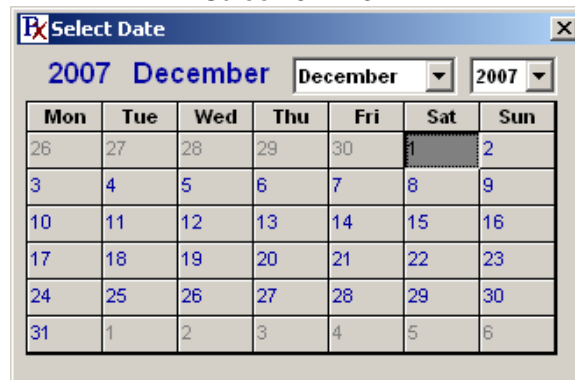 Select Date
2007 December December 2007
Mon Tue Wed Thu Fri Sat Sun
26 27 28 29 30 1 2
3 4 5 6 7 8 9
10 11 12 13 14 15 16
17 18 19 20 21 22 23
24 25 26 27 28 29 30
31 1 2 3 4 5 6